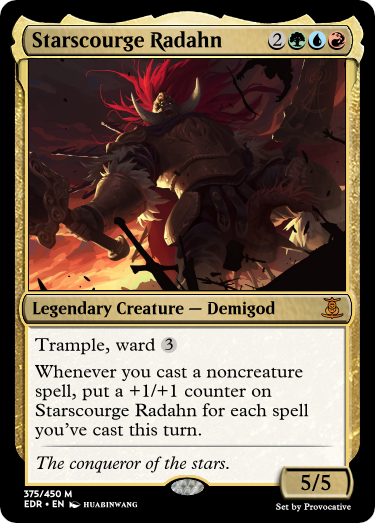 Starscourge Radahn 2
Legendary Creature — Demigod
Trample, ward 3
Whenever you cast a noncreature
spell, put a +1/+1 counter on
Starscourge Radahn for each spell
you've cast this turn.
The conqueror of the stars.
5/5
375/450 M
EDR • EN HUABINWANG
Set by Provocative